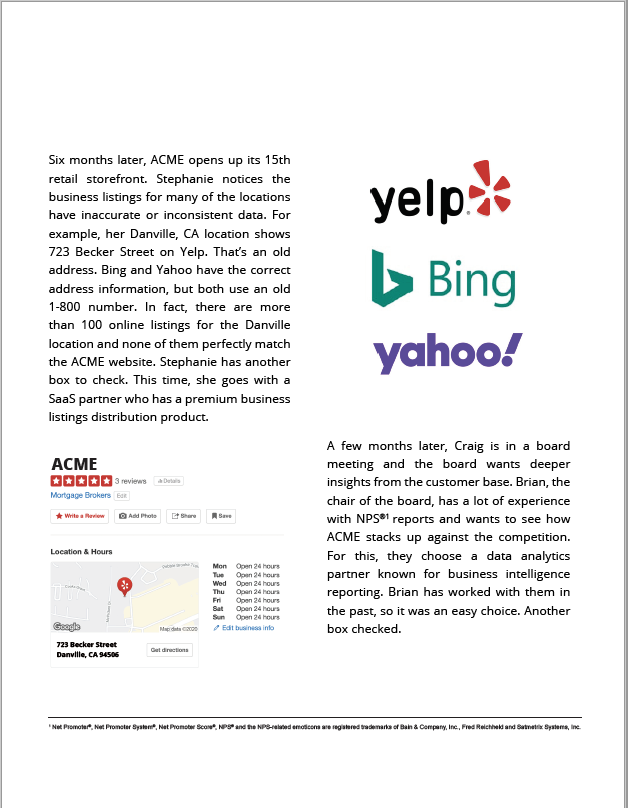 Six months later, ACME opens up its 15th
retail storefront. Stephanie notices the
business listings for many of the locations
have inaccurate or inconsistent data. For
example, her Danville, CA location shows
723 Becker Street on Yelp. That’s an old
address. Bing and Yahoo have the correct
address information, but both use an old
1-800 number. In fact, there are more
than 100 online listings for the Danville
location and none of them perfectly match
the ACME website. Stephanie has another
box to check. This time, she goes with a
SaaS partner who has a premium business
listings distribution product.
ACME
3 reviews
Details
Mortgage Brokers
Edit
Write a Review
Add Photo
Share
Save
Location & Hours
Google
Map data ©2020
723 Becker Street
Danville, CA 94506
Get directions
Mon Open 24 hours
Tue Open 24 hours
Wed Open 24 hours
Thu Open 24 hours
Fri Open 24 hours
Sat Open 24 hours
Sun Open 24 hours
Edit business info
yelp
Bing
yahoo!
A few months later, Craig is in a board
meeting and the board wants deeper
insights from the customer base. Brian, the
chair of the board, has a lot of experience
with NPS®¹ reports and wants to see how
ACME stacks up against the competition.
For this, they choose a data analytics
partner known for business intelligence
reporting. Brian has worked with them in
the past, so it was an easy choice. Another
box checked.
¹ Net Promoter®, Net Promoter System®, Net Promoter Score®, NPS® and the NPS-related emoticons are registered trademarks of Bain & Company, Inc., Fred Reichheld and Satmetrix Systems, Inc.